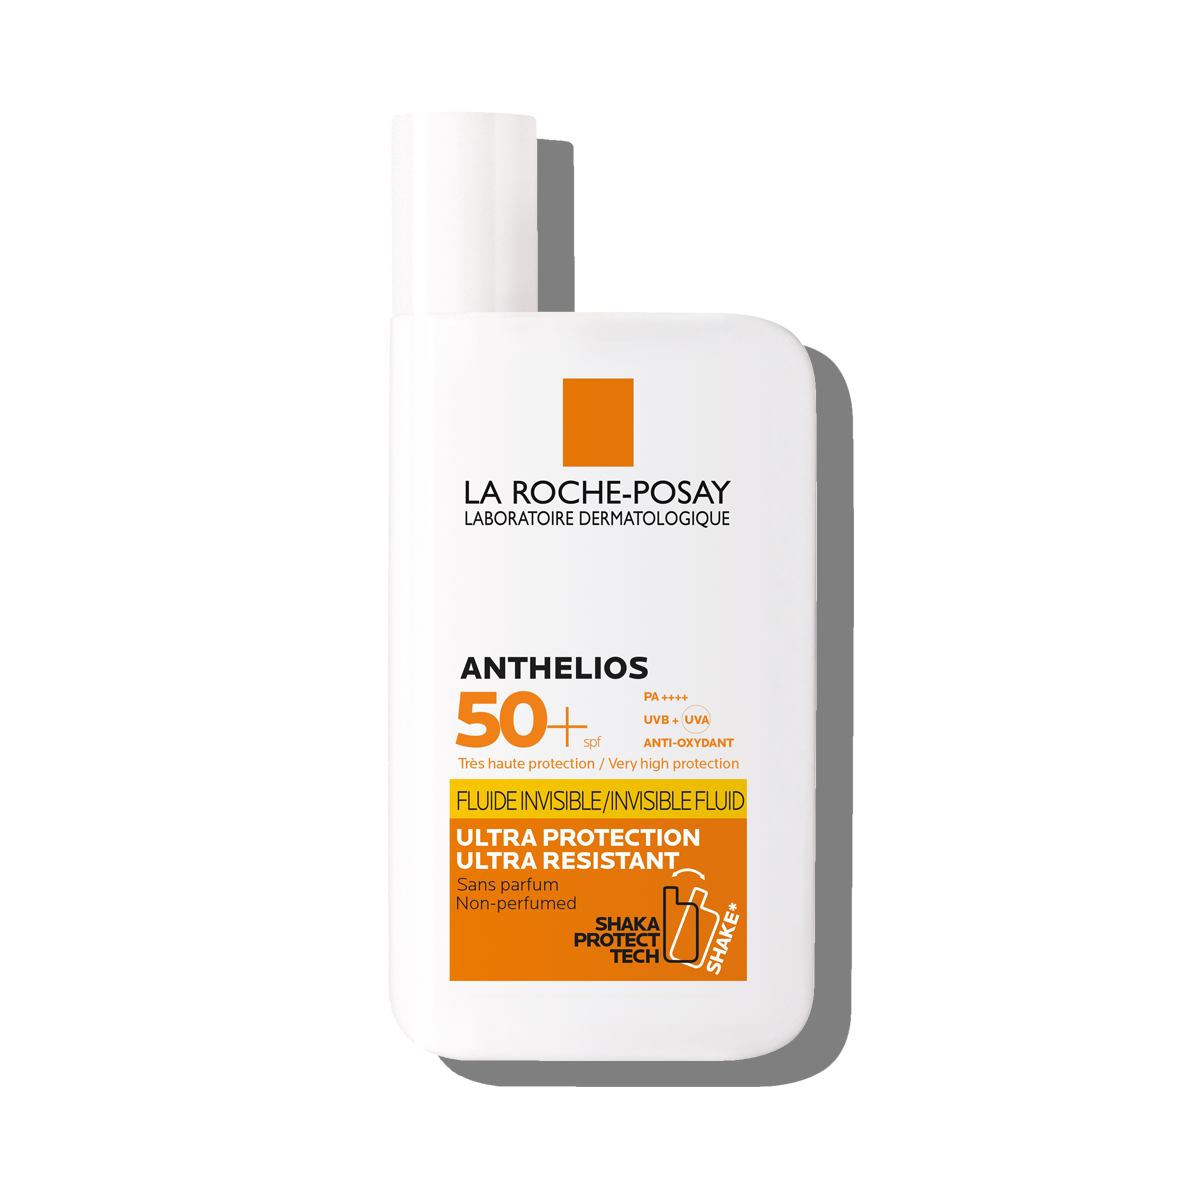 LA ROCHE-POSAY
LABORATOIRE DERMATOLOGIQUE
ANTHELIOS
50+ spf
PA ++++
UVB + UVA
ANTI-OXYDANT
Très haute protection / Very high protection
FLUIDE INVISIBLE/INVISIBLE FLUID
ULTRA PROTECTION
ULTRA RESISTANT
Sans parfum
Non-perfumed
SHAKA
PROTECT
TECH
SHAKE*